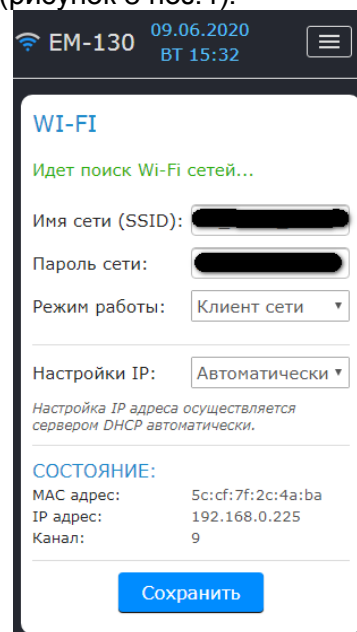 (рисунок 8 поз.1).
EM-130
09.06.2020
ВТ 15:32
WI-FI
Идет поиск Wi-Fi сетей...
Имя сети (SSID):
Пароль сети:
Режим работы: Клиент сети
Настройки IP: Автоматически
Настройка IP адреса осуществляется
сервером DHCP автоматически.
СОСТОЯНИЕ:
MAC адрес: 5c:cf:7f:2c:4a:ba
IP адрес: 192.168.0.225
Канал: 9
Сохранить